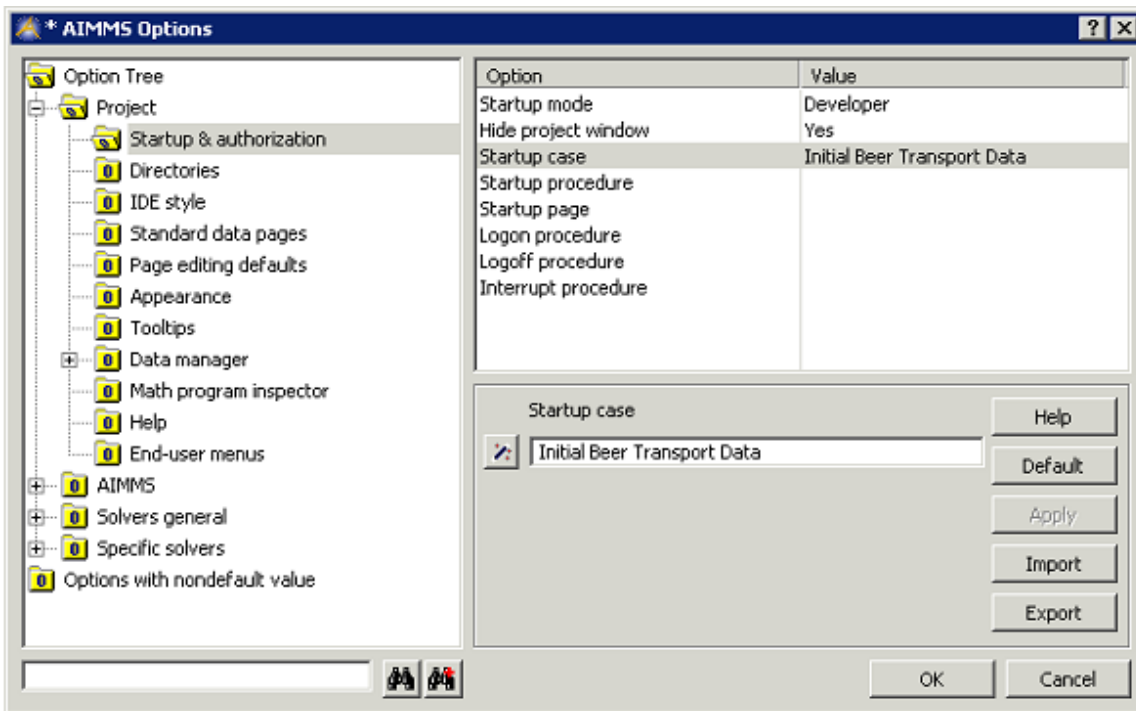 * AIMMS Options
Option Tree
Project
Startup & authorization
Directories
IDE style
Standard data pages
Page editing defaults
Appearance
Tooltips
Data manager
Math program inspector
Help
End-user menus
AIMMS
Solvers general
Specific solvers
Options with nondefault value
Option Value
Startup mode Developer
Hide project window Yes
Startup case Initial Beer Transport Data
Startup procedure
Startup page
Logon procedure
Logoff procedure
Interrupt procedure
Startup case
Initial Beer Transport Data
Help
Default
Apply
Import
Export
OK Cancel